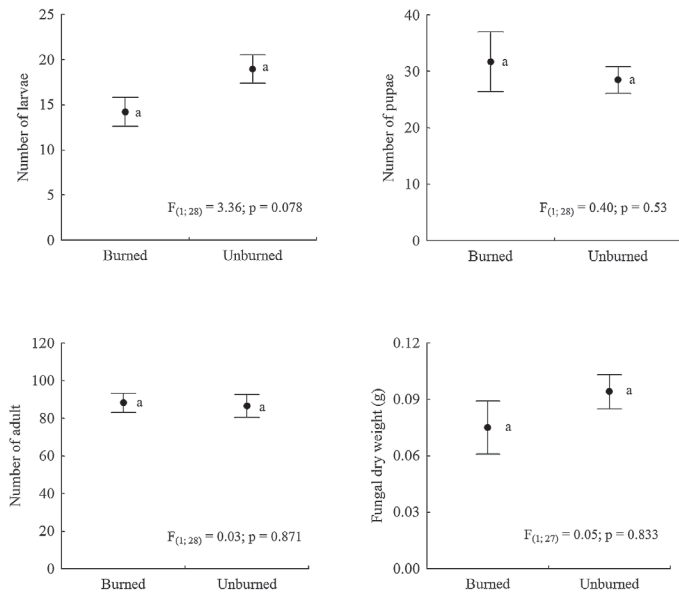 25
20
15
10
5
0
Number of larvae
a
a
F(1; 28) = 3.36; p = 0.078
Burned
Unburned
40
30
20
10
0
Number of pupae
a
a
F(1; 28) = 0.40; p = 0.53
Burned
Unburned
120
100
80
60
40
20
0
Number of adult
a
a
F(1; 28) = 0.03; p = 0.871
Burned
Unburned
0.12
0.09
0.06
0.03
0.00
Fungal dry weight (g)
a
a
F(1; 27) = 0.05; p = 0.833
Burned
Unburned